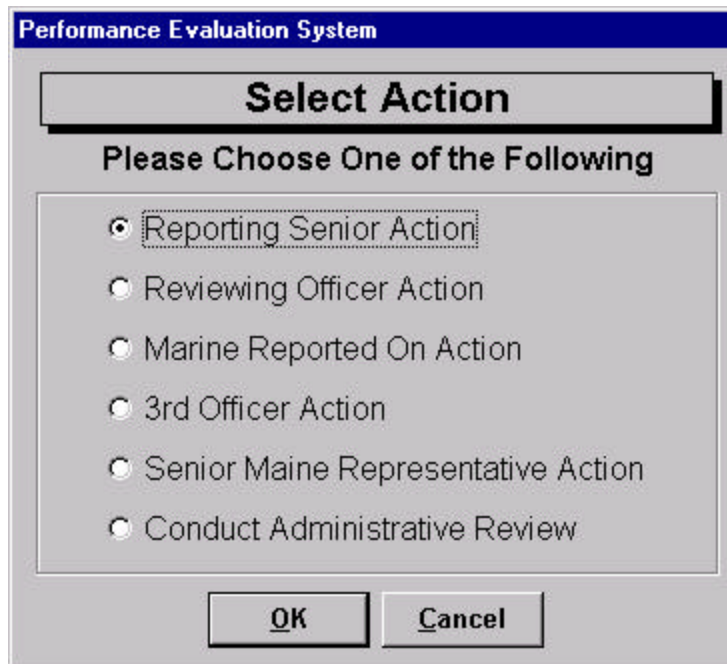 Performance Evaluation System
Select Action
Please Choose One of the Following
Reporting Senior Action
Reviewing Officer Action
Marine Reported On Action
3rd Officer Action
Senior Maine Representative Action
Conduct Administrative Review
OK Cancel